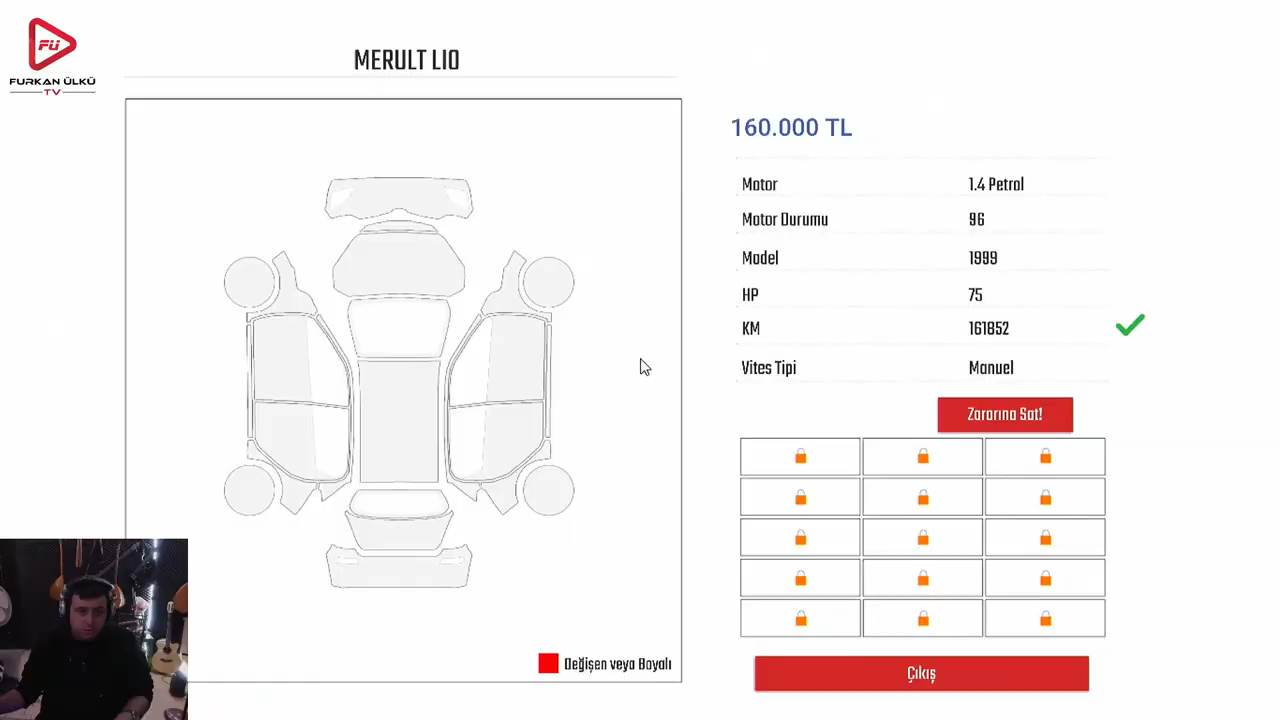 FU
FURKAN ÜLKÜ
TV
MERULT LIO
160.000 TL
Motor 1.4 Petrol
Motor Durumu 96
Model 1999
HP 75
KM 161852
Vites Tipi Manuel
Zararına Sat!
Değişen veya Boyalı
Çıkış